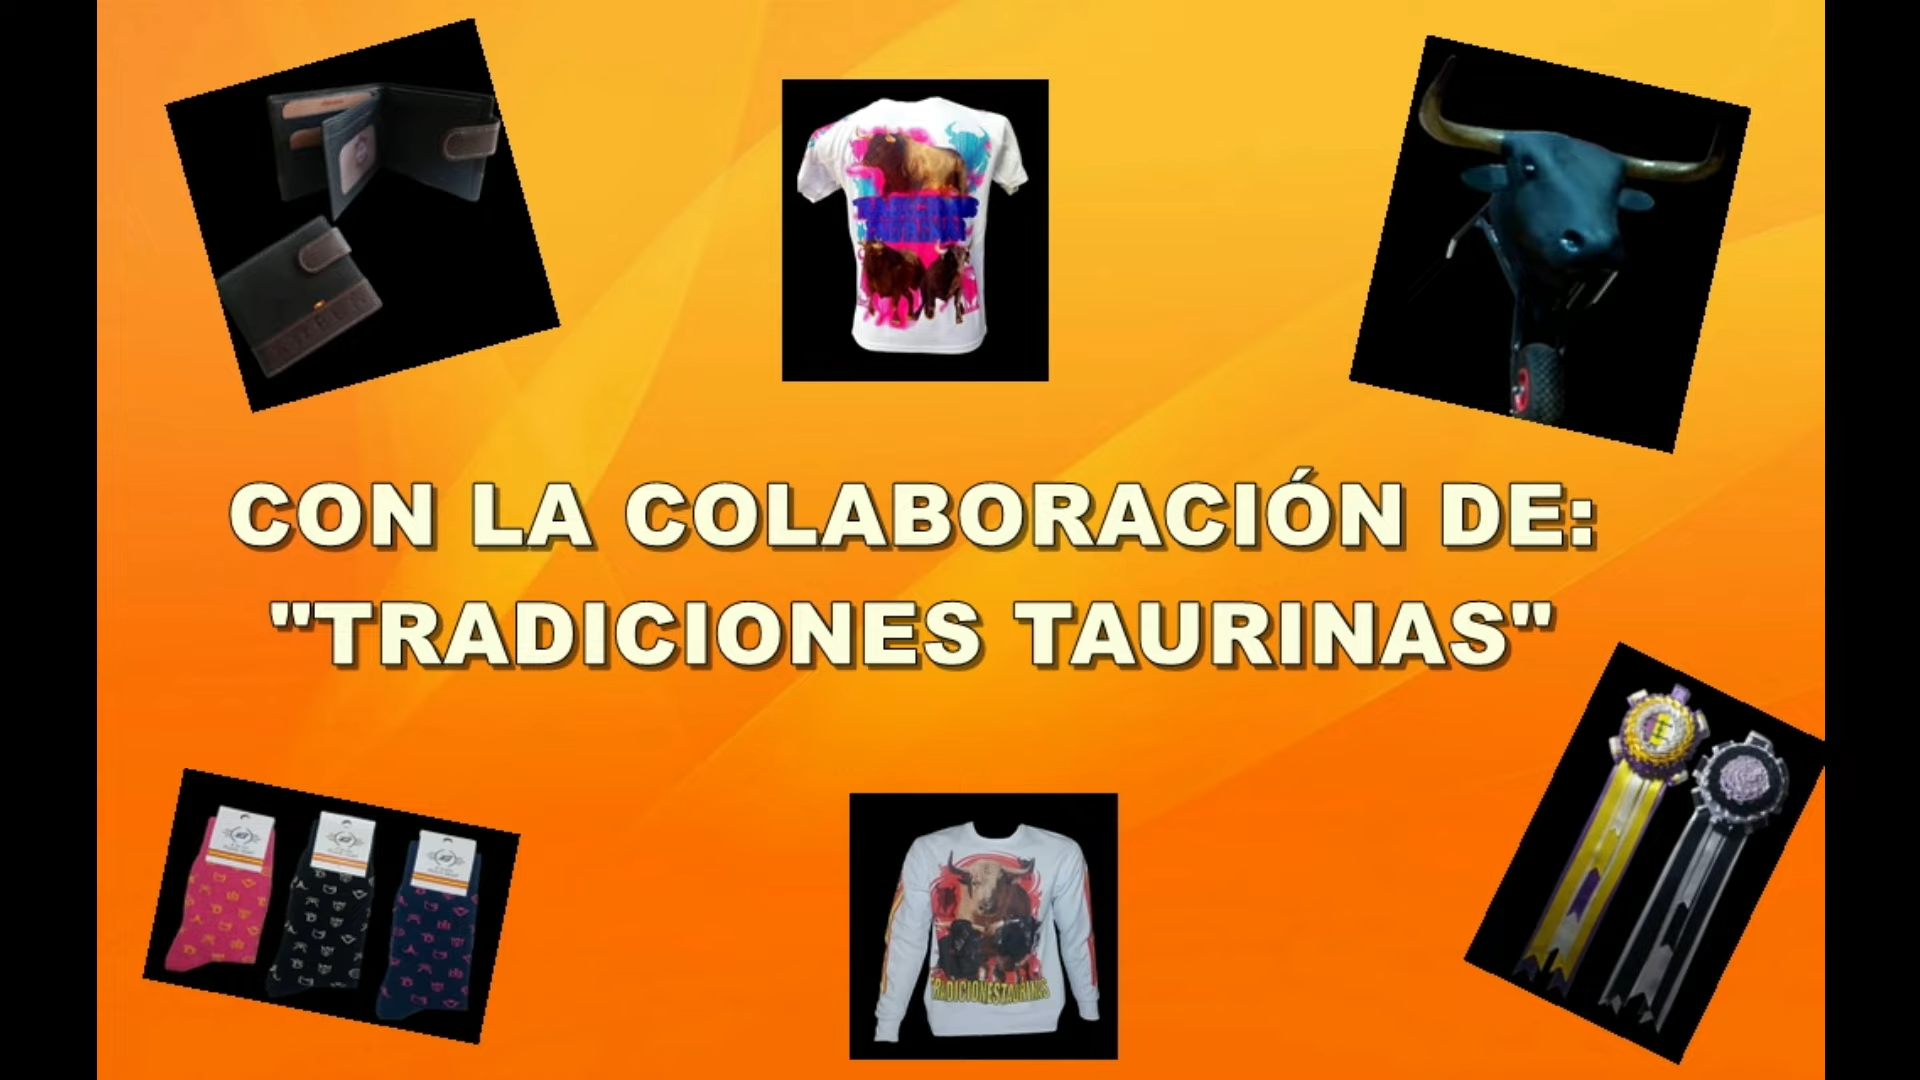 CON LA COLABORACIÓN DE:
"TRADICIONES TAURINAS"
TRADICIONESTAURINAS